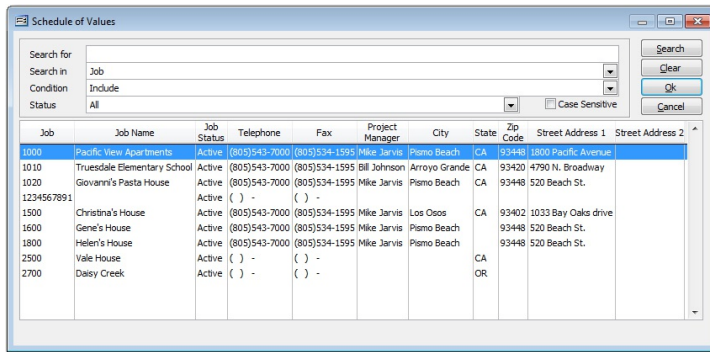 Schedule of Values
Search for
Search
Search in Job
Clear
Condition Include
Ok
Status All Case Sensitive
Cancel
Job Job Name Job Status Telephone Fax Project Manager City State Zip Code Street Address 1 Street Address 2
1000 Pacific View Apartments Active (805)543-7000 (805)534-1595 Mike Jarvis Pismo Beach CA 93448 1800 Pacific Avenue
1010 Truesdale Elementary School Active (805)543-7000 (805)534-1595 Bill Johnson Arroyo Grande CA 93420 4790 N. Broadway
1020 Giovanni's Pasta House Active (805)543-7000 (805)534-1595 Mike Jarvis Pismo Beach CA 93448 520 Beach St.
1234567891 Active ( ) - ( ) -
1500 Christina's House Active (805)543-7000 (805)534-1595 Mike Jarvis Los Osos CA 93402 1033 Bay Oaks drive
1600 Gene's House Active (805)543-7000 (805)534-1595 Mike Jarvis Pismo Beach 93448 520 Beach St.
1800 Helen's House Active (805)543-7000 (805)534-1595 Mike Jarvis Pismo Beach 93448 520 Beach St.
2500 Vale House Active ( ) - ( ) - CA
2700 Daisy Creek Active ( ) - ( ) - OR